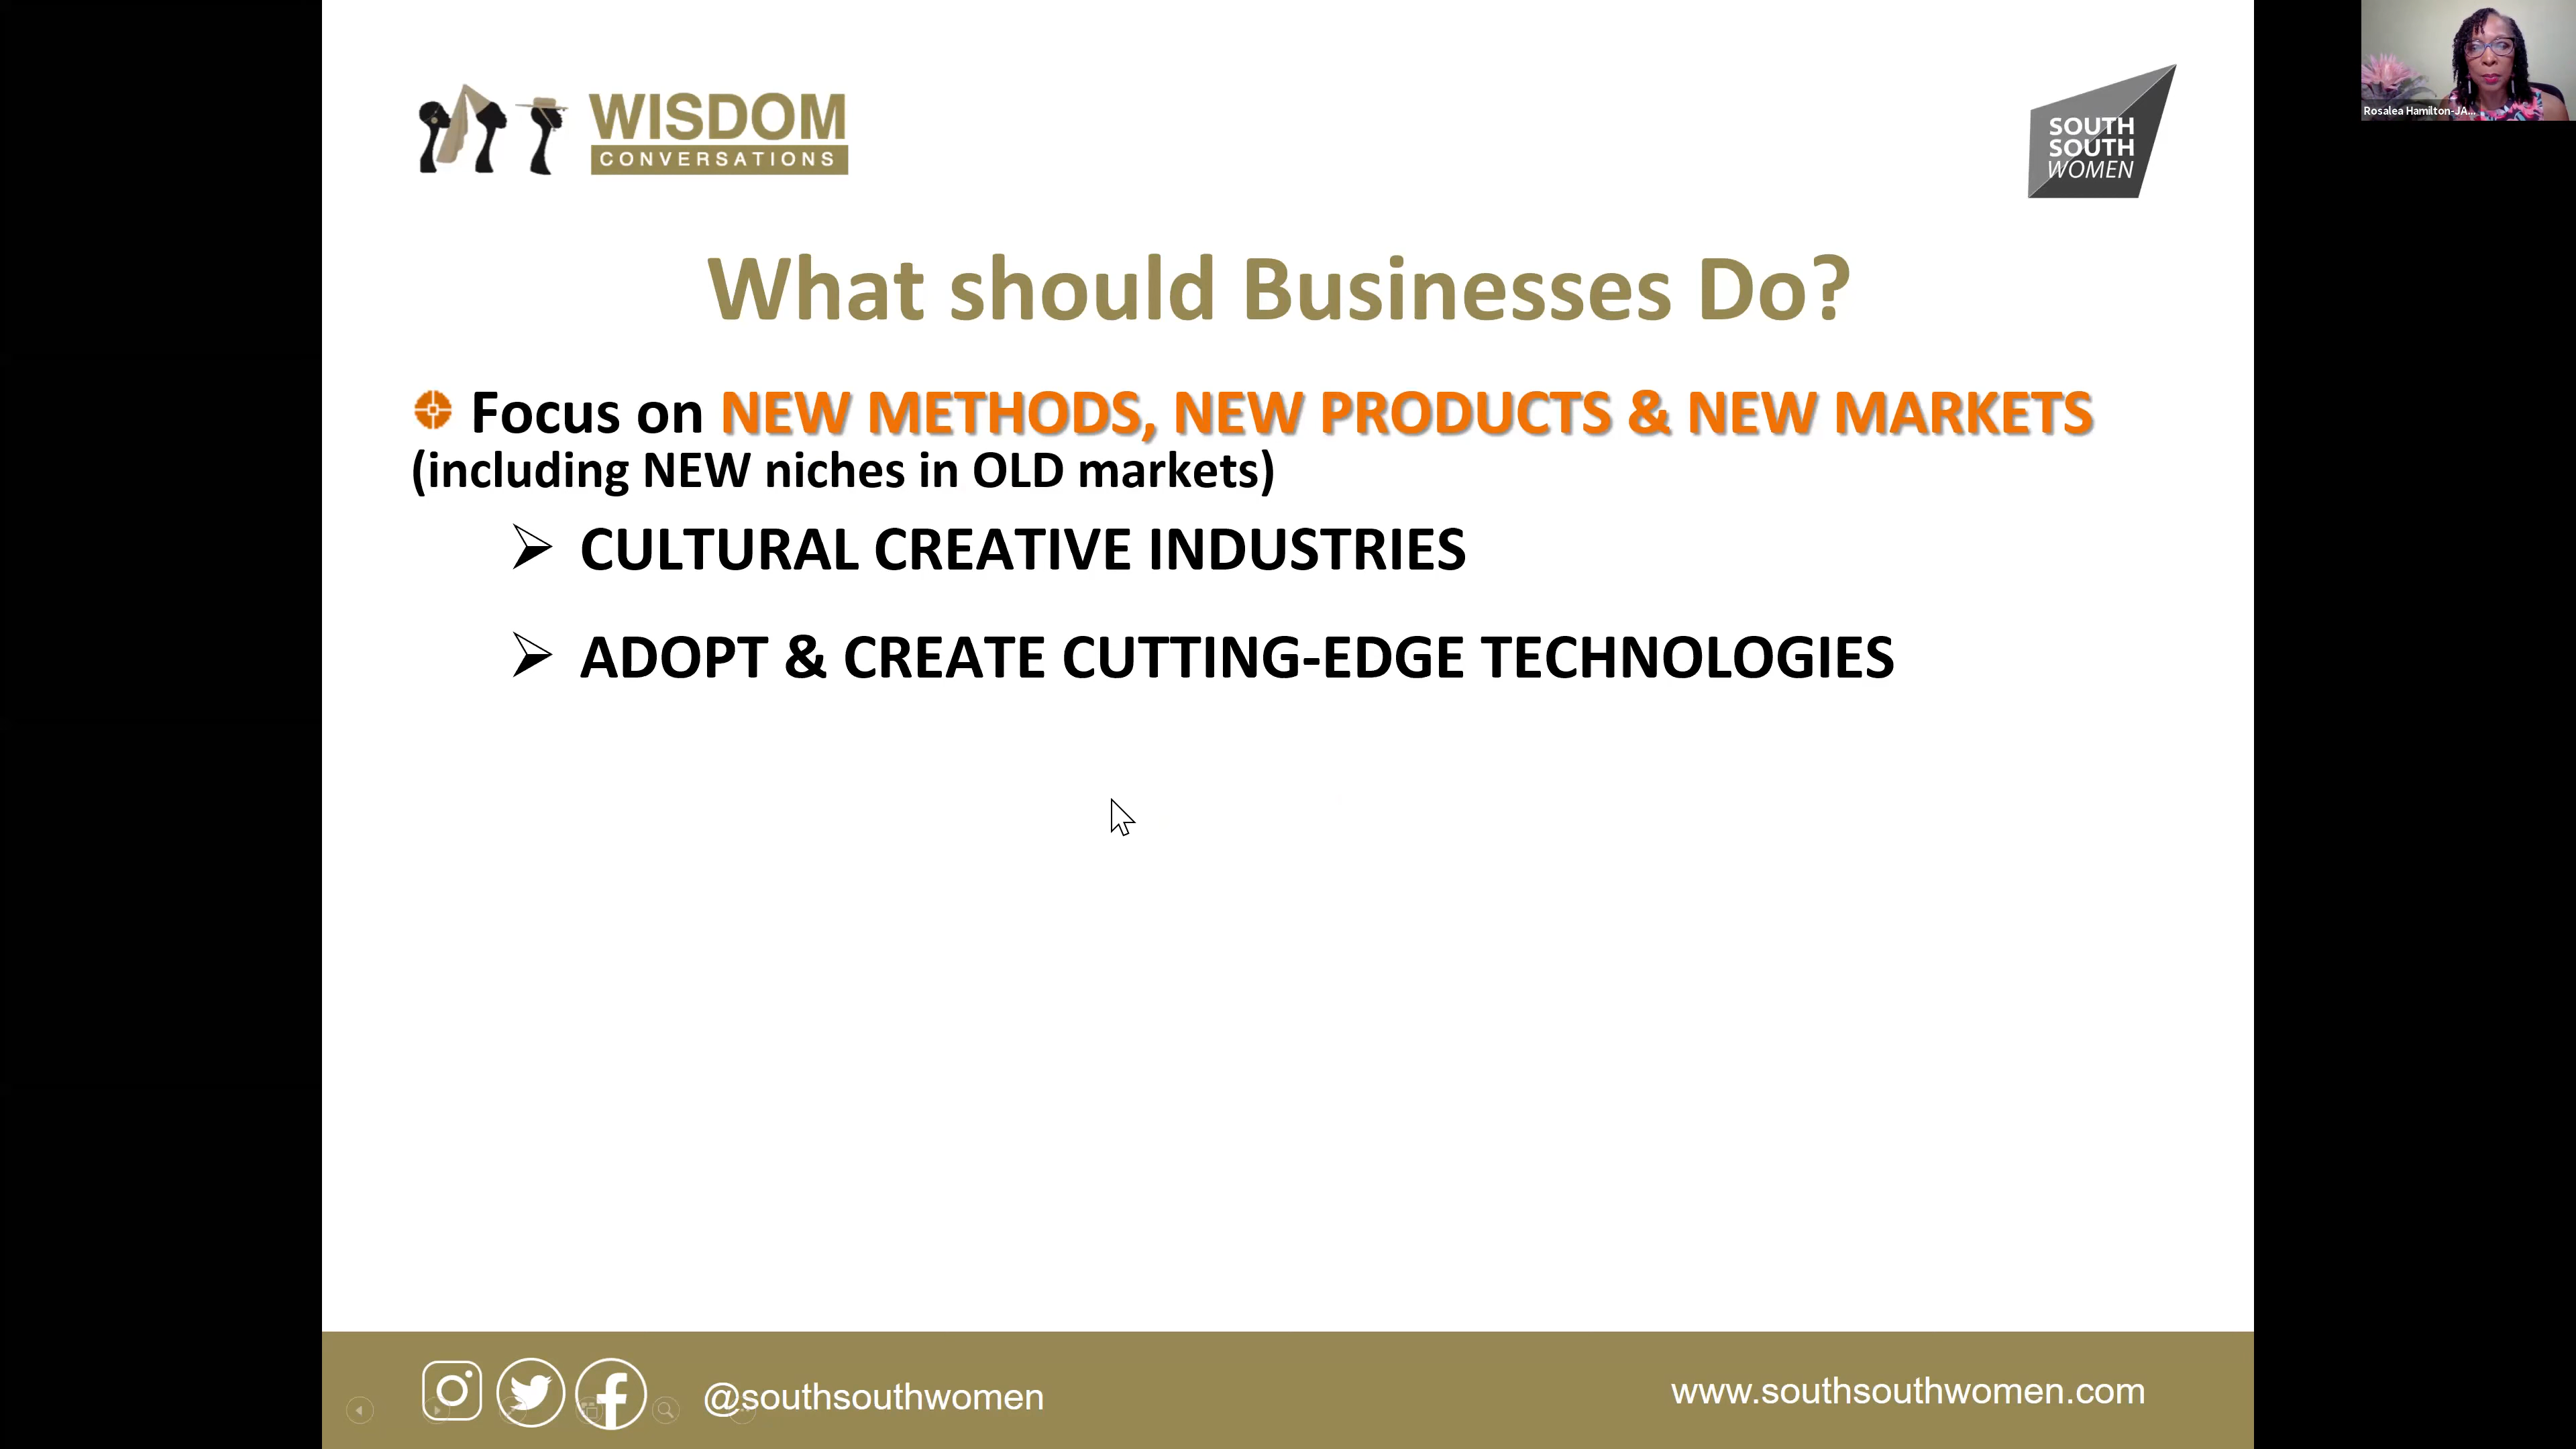 WISDOM
CONVERSATIONS
SOUTH
SOUTH
WOMEN
Rosalea Hamilton-JA...
What should Businesses Do?
Focus on NEW METHODS, NEW PRODUCTS & NEW MARKETS
(including NEW niches in OLD markets)
➢ CULTURAL CREATIVE INDUSTRIES
➢ ADOPT & CREATE CUTTING-EDGE TECHNOLOGIES
@southsouthwomen
www.southsouthwomen.com